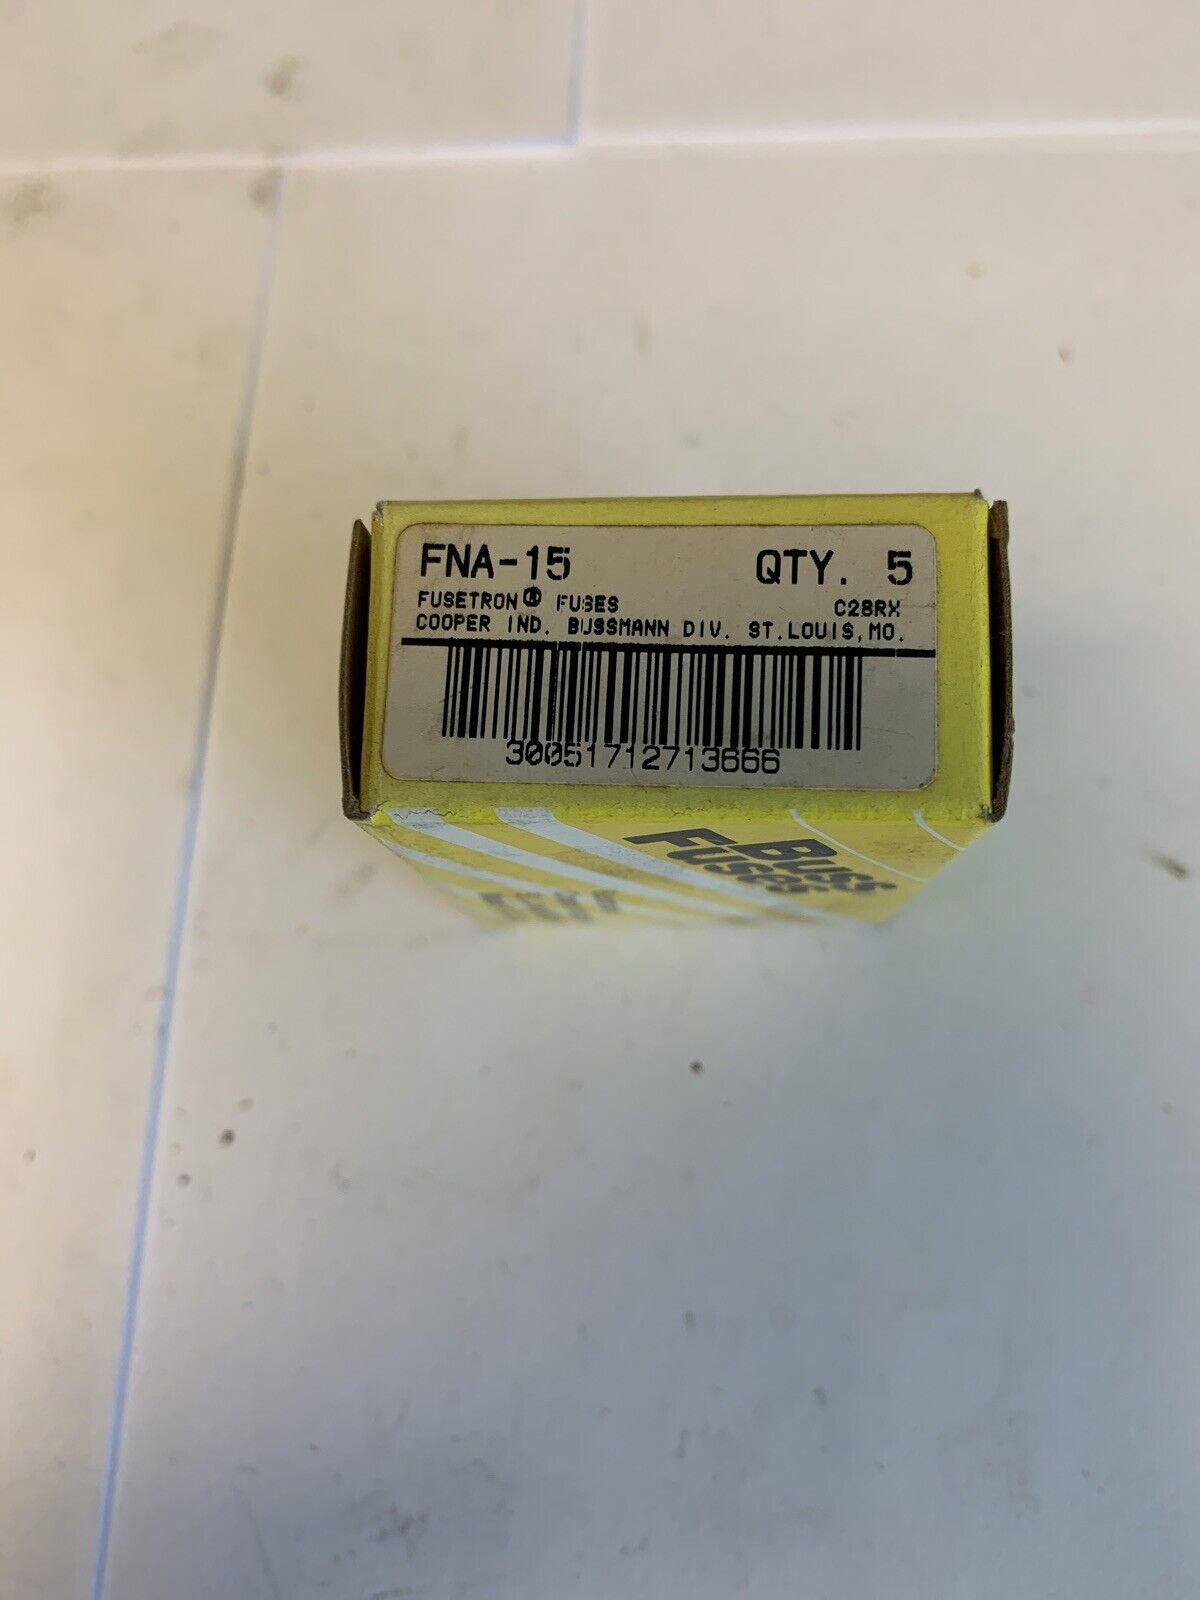 FNA-15 QTY. 5
FUSETRON® FUSES C28RX
COOPER IND. BUSSMANN DIV. ST.LOUIS,MO.
30051712713666
Buss
Fuses